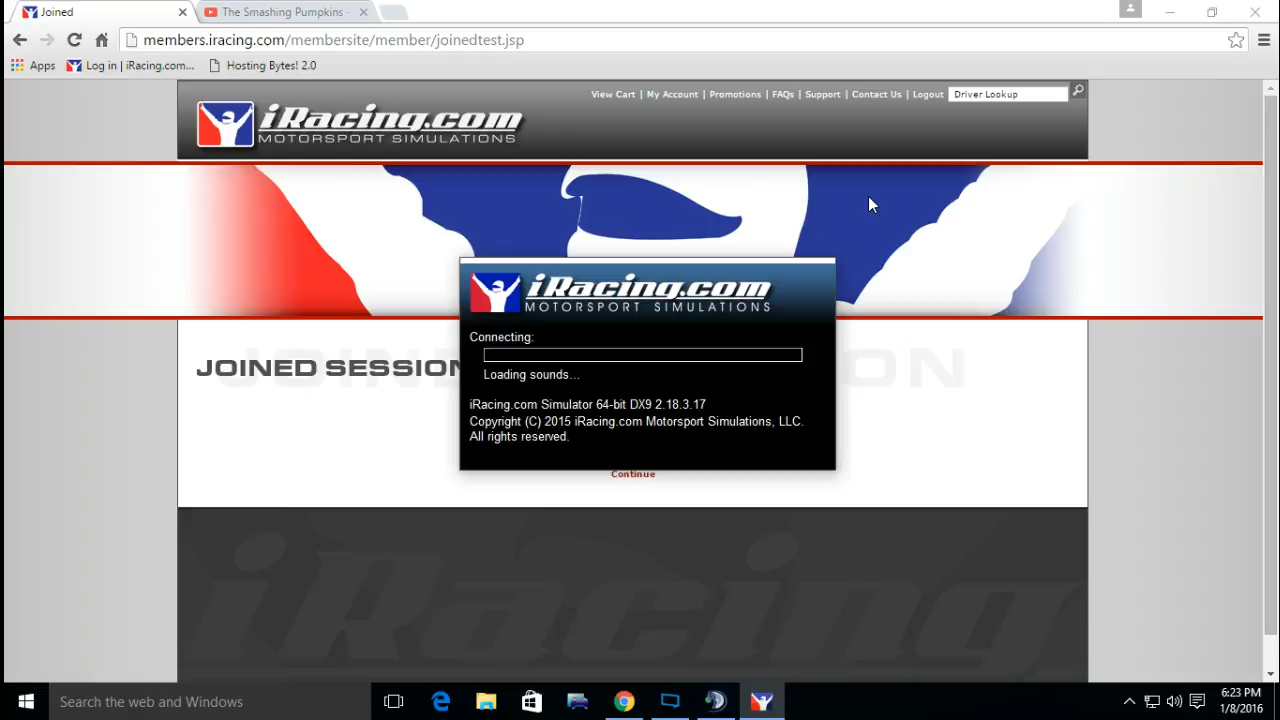 Joined
The Smashing Pumpkins -
members.iracing.com/membersite/member/joinedtest.jsp
Apps
Log in | iRacing.com...
Hosting Bytes! 2.0
View Cart | My Account | Promotions | FAQs | Support | Contact Us | Logout
Driver Lookup
iRacing.com
MOTORSPORT SIMULATIONS
JOINED SESSION
iRacing.com
MOTORSPORT SIMULATIONS
Connecting:
Loading sounds...
iRacing.com Simulator 64-bit DX9 2.18.3.17
Copyright (C) 2015 iRacing.com Motorsport Simulations, LLC.
All rights reserved.
Continue
iRacing
Search the web and Windows
6:23 PM
1/8/2016